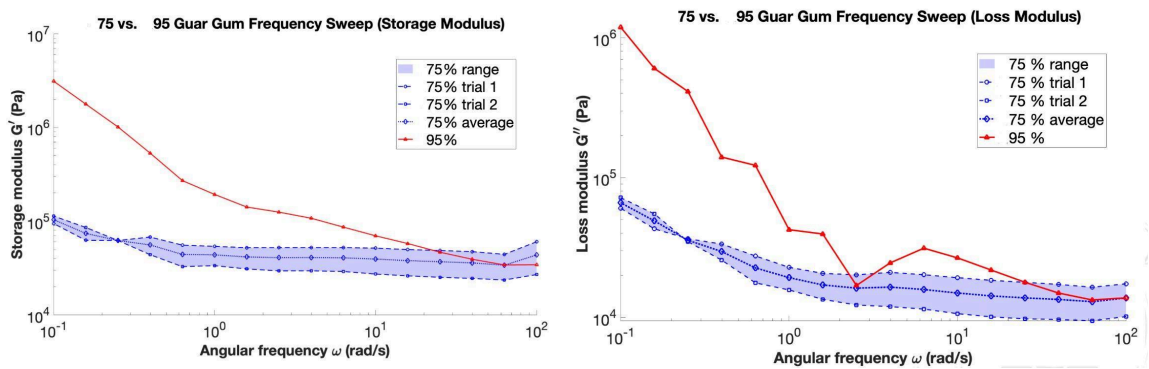 75 vs. 95 Guar Gum Frequency Sweep (Storage Modulus)
10^7
10^6
10^5
10^4
Storage modulus G′ (Pa)
75% range
75% trial 1
75% trial 2
75% average
95%
10^-1
10^0
10^1
10^2
Angular frequency ω (rad/s)
75 vs. 95 Guar Gum Frequency Sweep (Loss Modulus)
10^6
10^5
10^4
Loss modulus G″ (Pa)
75 % range
75 % trial 1
75 % trial 2
75 % average
95 %
10^-1
10^0
10^1
10^2
Angular frequency ω (rad/s)